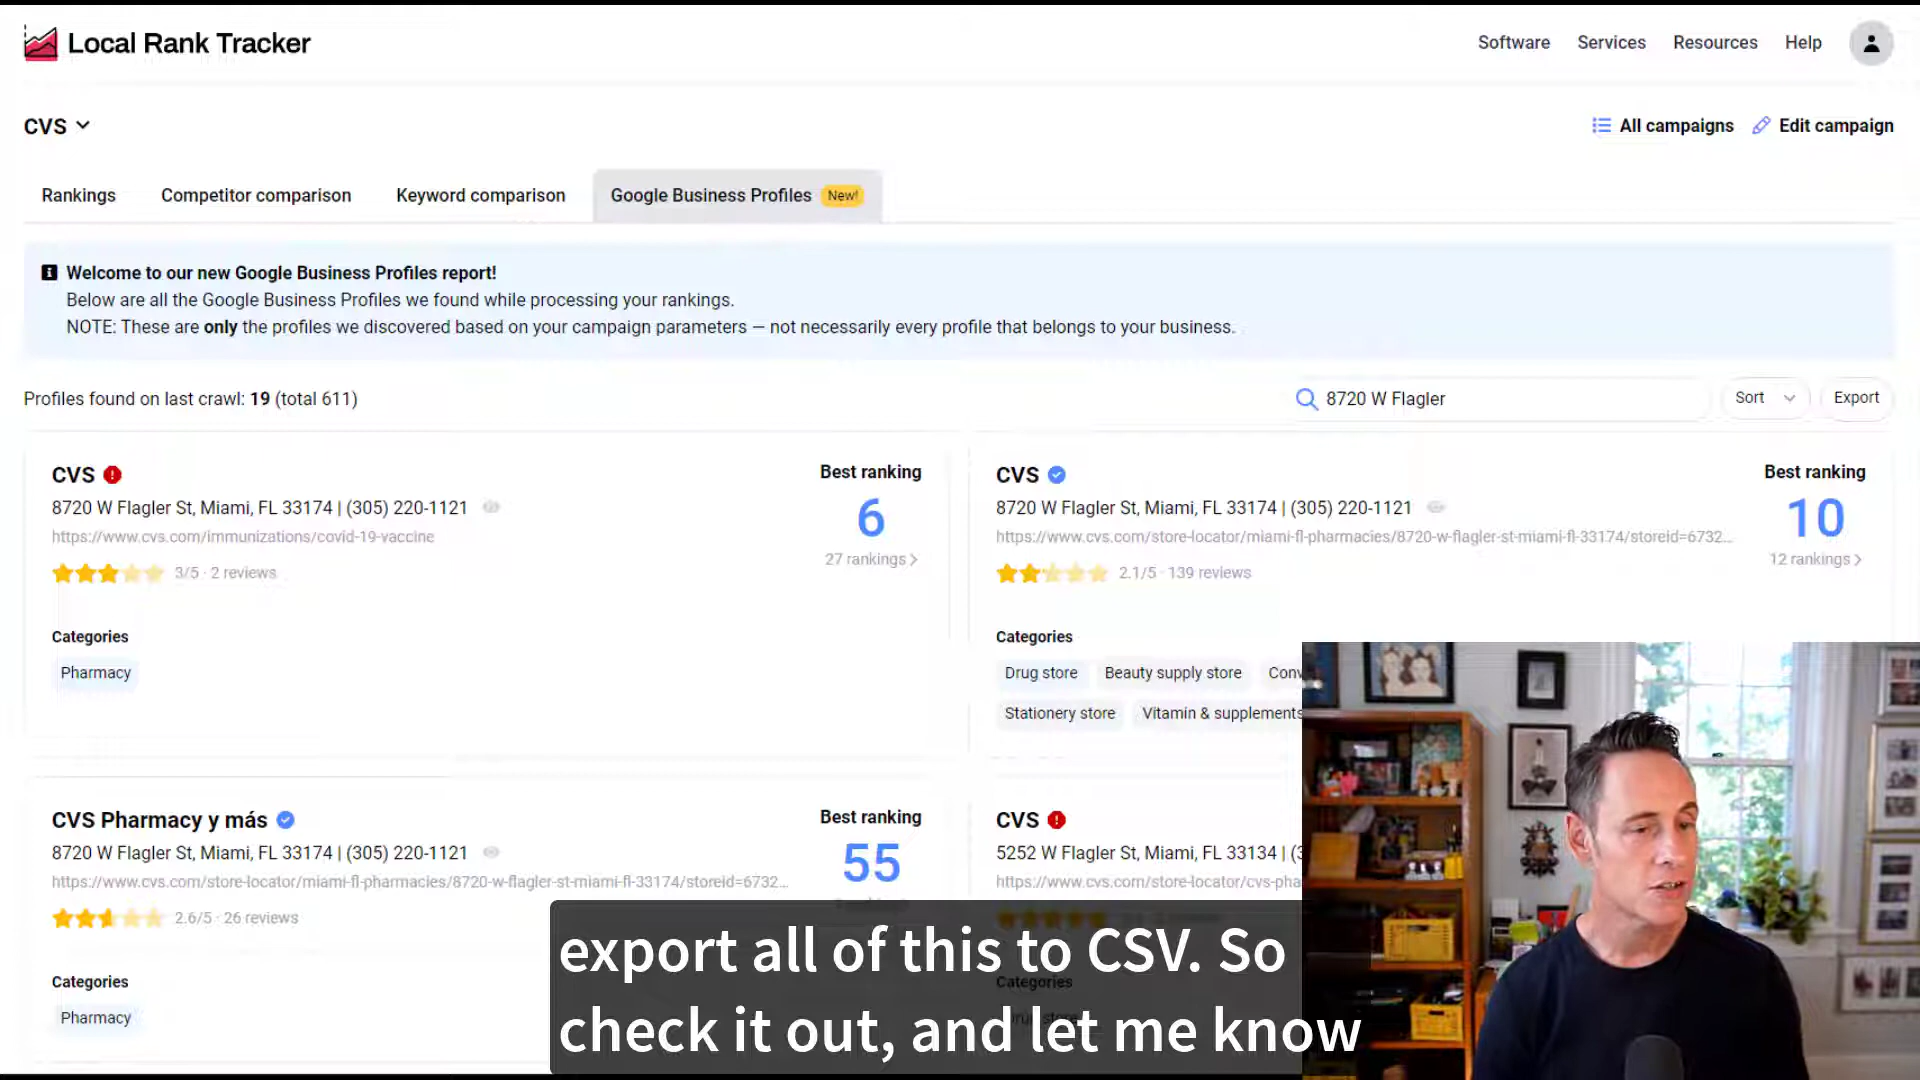 Local Rank Tracker
Software Services Resources Help
CVS
All campaigns Edit campaign
Rankings Competitor comparison Keyword comparison Google Business Profiles New!
Welcome to our new Google Business Profiles report!
Below are all the Google Business Profiles we found while processing your rankings.
NOTE: These are only the profiles we discovered based on your campaign parameters — not necessarily every profile that belongs to your business.
Profiles found on last crawl: 19 (total 611)
8720 W Flagler
Sort
Export
CVS
Best ranking
8720 W Flagler St, Miami, FL 33174 | (305) 220-1121
6
https://www.cvs.com/immunizations/covid-19-vaccine
27 rankings
3/5 · 2 reviews
Categories
Pharmacy
CVS
Best ranking
8720 W Flagler St, Miami, FL 33174 | (305) 220-1121
10
https://www.cvs.com/store-locator/miami-fl-pharmacies/8720-w-flagler-st-miami-fl-33174/storeid=6732...
12 rankings
2.1/5 · 139 reviews
Categories
Drug store Beauty supply store Conv
Stationery store Vitamin & supplements
CVS Pharmacy y más
Best ranking
8720 W Flagler St, Miami, FL 33174 | (305) 220-1121
55
https://www.cvs.com/store-locator/miami-fl-pharmacies/8720-w-flagler-st-miami-fl-33174/storeid=6732...
2.6/5 · 26 reviews
Categories
Pharmacy
CVS
5252 W Flagler St, Miami, FL 33134 | (3
https://www.cvs.com/store-locator/cvs-pha
Categories
export all of this to CSV. So
check it out, and let me know